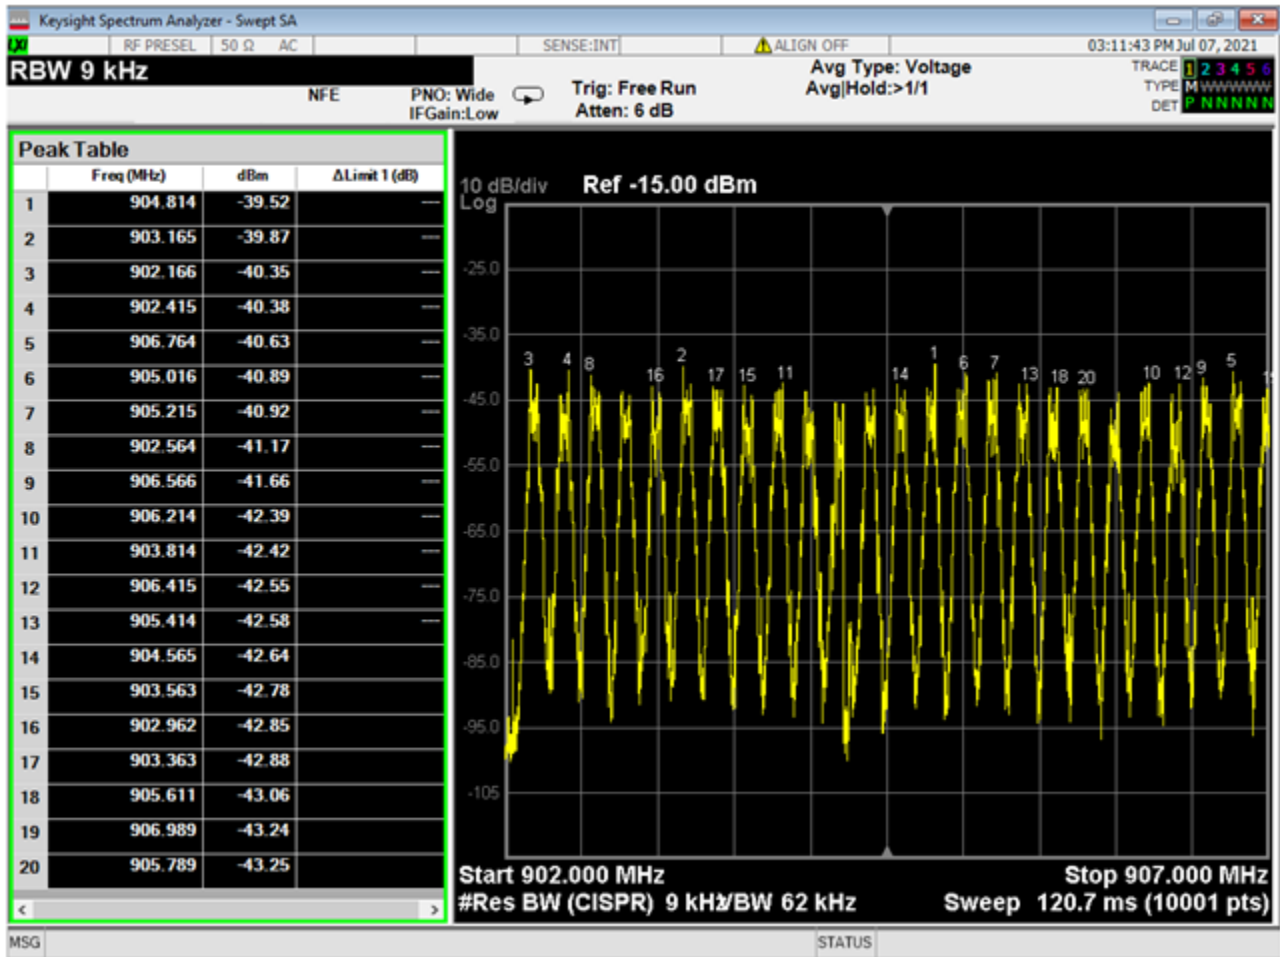 Keysight Spectrum Analyzer - Swept SA
LXI RF PRESEL 50 Ω AC SENSE:INT ALIGN OFF 03:11:43 PM Jul 07, 2021
RBW 9 kHz
NFE
PNO: Wide
IFGain:Low
Trig: Free Run
Atten: 6 dB
Avg Type: Voltage
Avg|Hold:>1/1
TRACE 1 2 3 4 5 6
TYPE M WWWWW
DET P N N N N N
Peak Table
Freq (MHz) dBm ΔLimit 1 (dB)
1 904.814 -39.52 ---
2 903.165 -39.87 ---
3 902.166 -40.35 ---
4 902.415 -40.38 ---
5 906.764 -40.63 ---
6 905.016 -40.89 ---
7 905.215 -40.92 ---
8 902.564 -41.17 ---
9 906.566 -41.66 ---
10 906.214 -42.39 ---
11 903.814 -42.42 ---
12 906.415 -42.55 ---
13 905.414 -42.58 ---
14 904.565 -42.64
15 903.563 -42.78
16 902.962 -42.85
17 903.363 -42.88
18 905.611 -43.06
19 906.989 -43.24
20 905.789 -43.25
10 dB/div Ref -15.00 dBm
Log
-25.0
-35.0
3 4 8 16 2 17 15 11 14 1 6 7 13 18 20 10 12 9 5
-45.0
-55.0
-65.0
-75.0
-85.0
-95.0
-105
Start 902.000 MHz Stop 907.000 MHz
#Res BW (CISPR) 9 kHz VBW 62 kHz Sweep 120.7 ms (10001 pts)
MSG STATUS